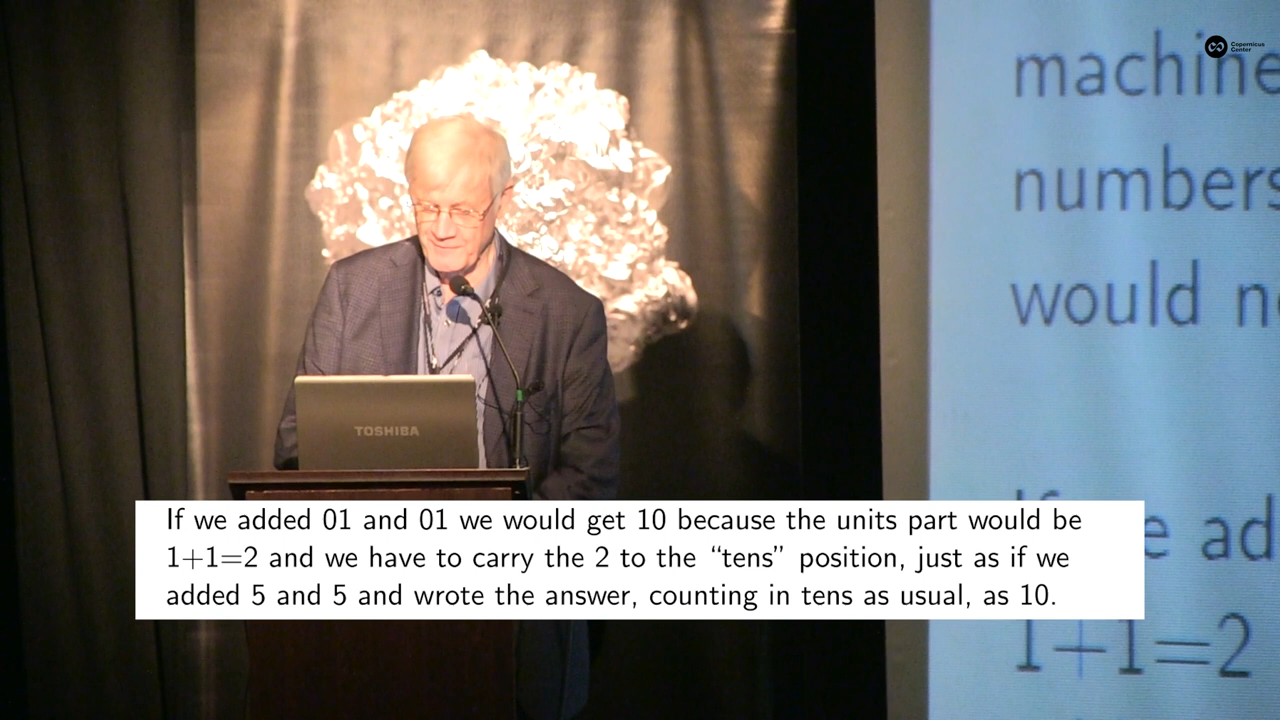 Copernicus
Center
machine
numbers
would
TOSHIBA
If we added 01 and 01 we would get 10 because the units part would be
1+1=2 and we have to carry the 2 to the “tens” position, just as if we
added 5 and 5 and wrote the answer, counting in tens as usual, as 10.
1+1=2